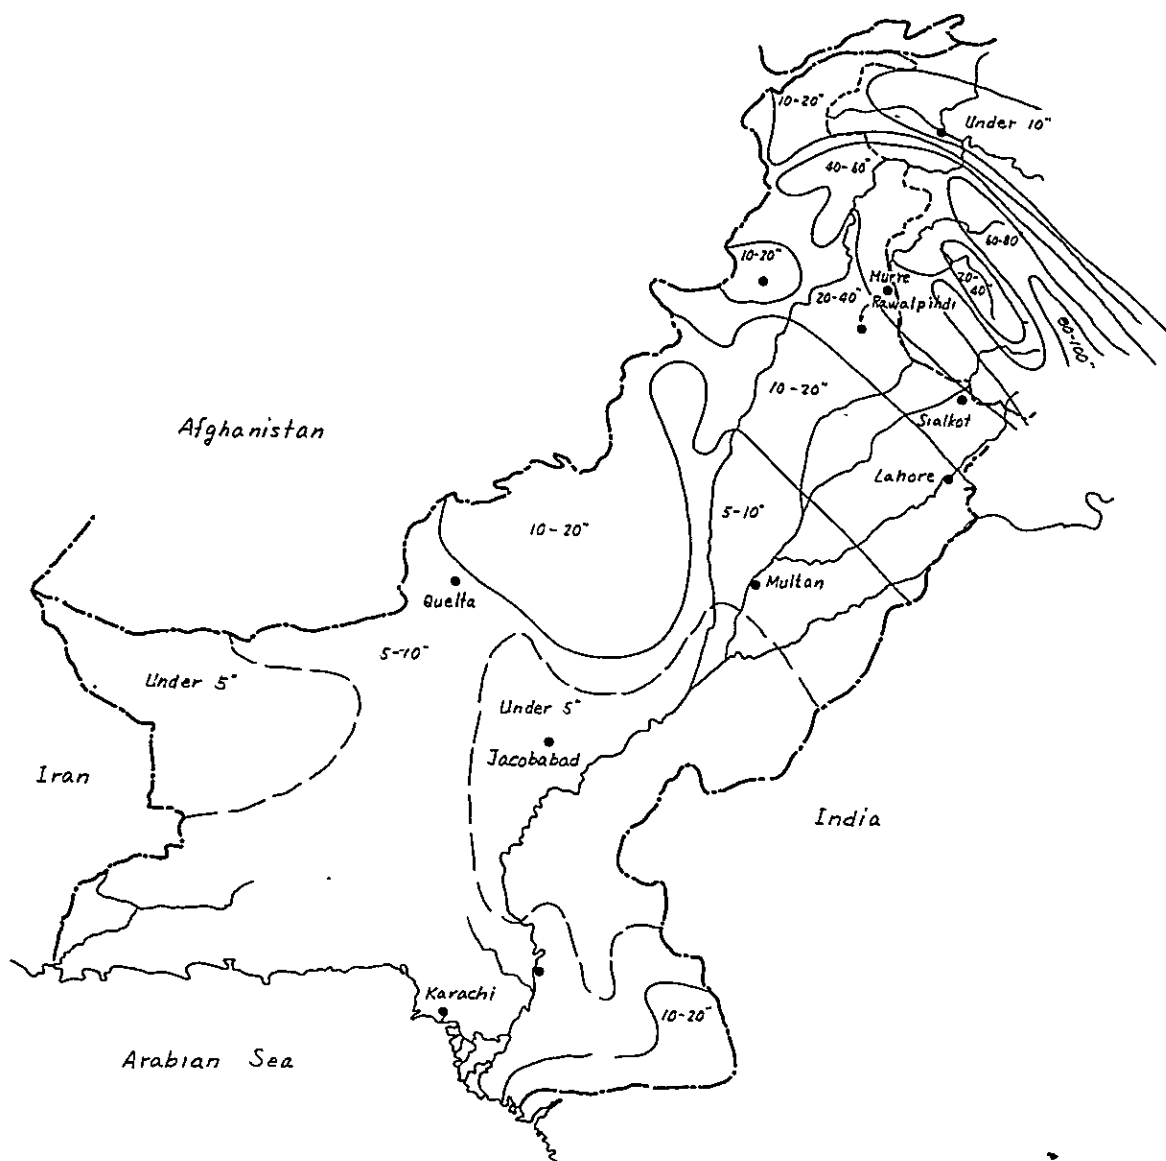 10-20"
Under 10"
40-60"
60-80"
10-20"
Murre
20-40"
20-
40"
Rawalpihdi
80-100"
10-20"
Sialkot
Afghanistan
Lahore
5-10"
10-20"
Multan
Quelta
5-10"
Under 5"
Under 5"
Jacobabad
Iran
India
Karachi
10-20"
Arabian Sea